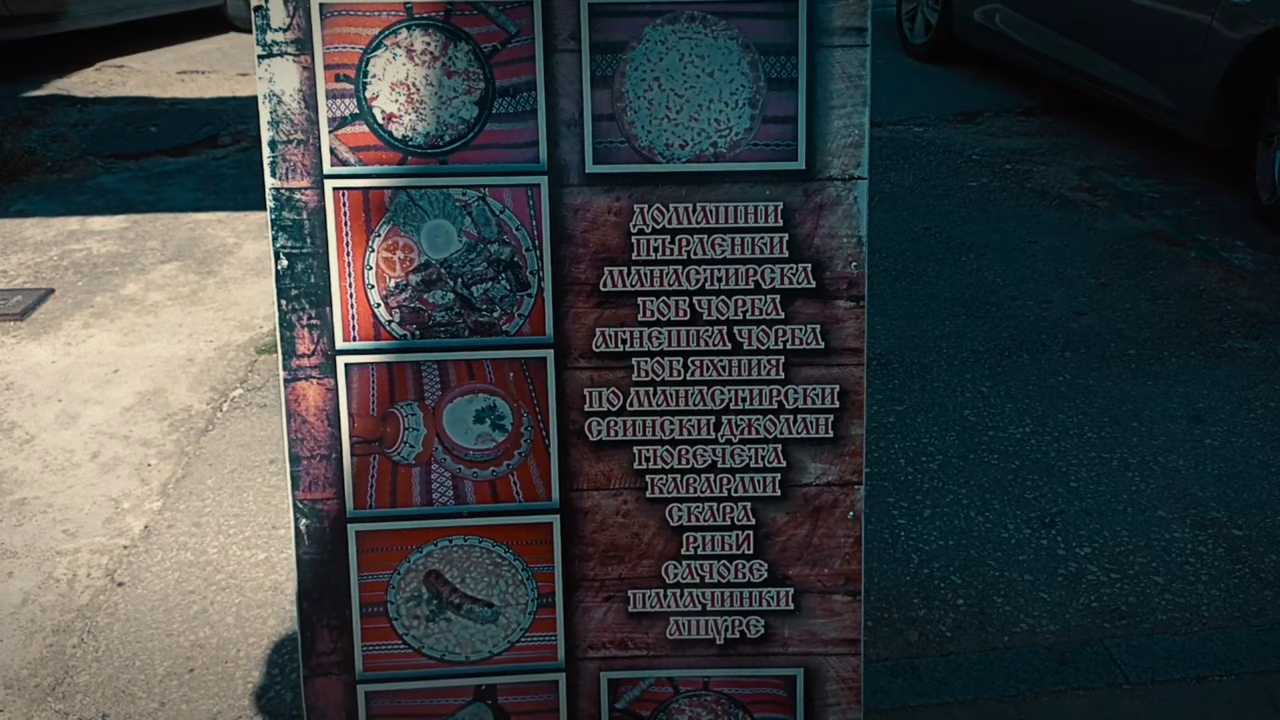 ДОМАШНИ
ПЪРЛЕНКИ
МАНАСТИРСКА
БОБ ЧОРБА
АГНЕШКА ЧОРБА
БОБ ЯХНИЯ
ПО МАНАСТИРСКИ
СВИНСКИ ДЖОЛАН
ГЮВЕЧЕТА
КАВАРМИ
СКАРА
РИБИ
САЧОВЕ
ПАЛАЧИНКИ
АШУРЕ